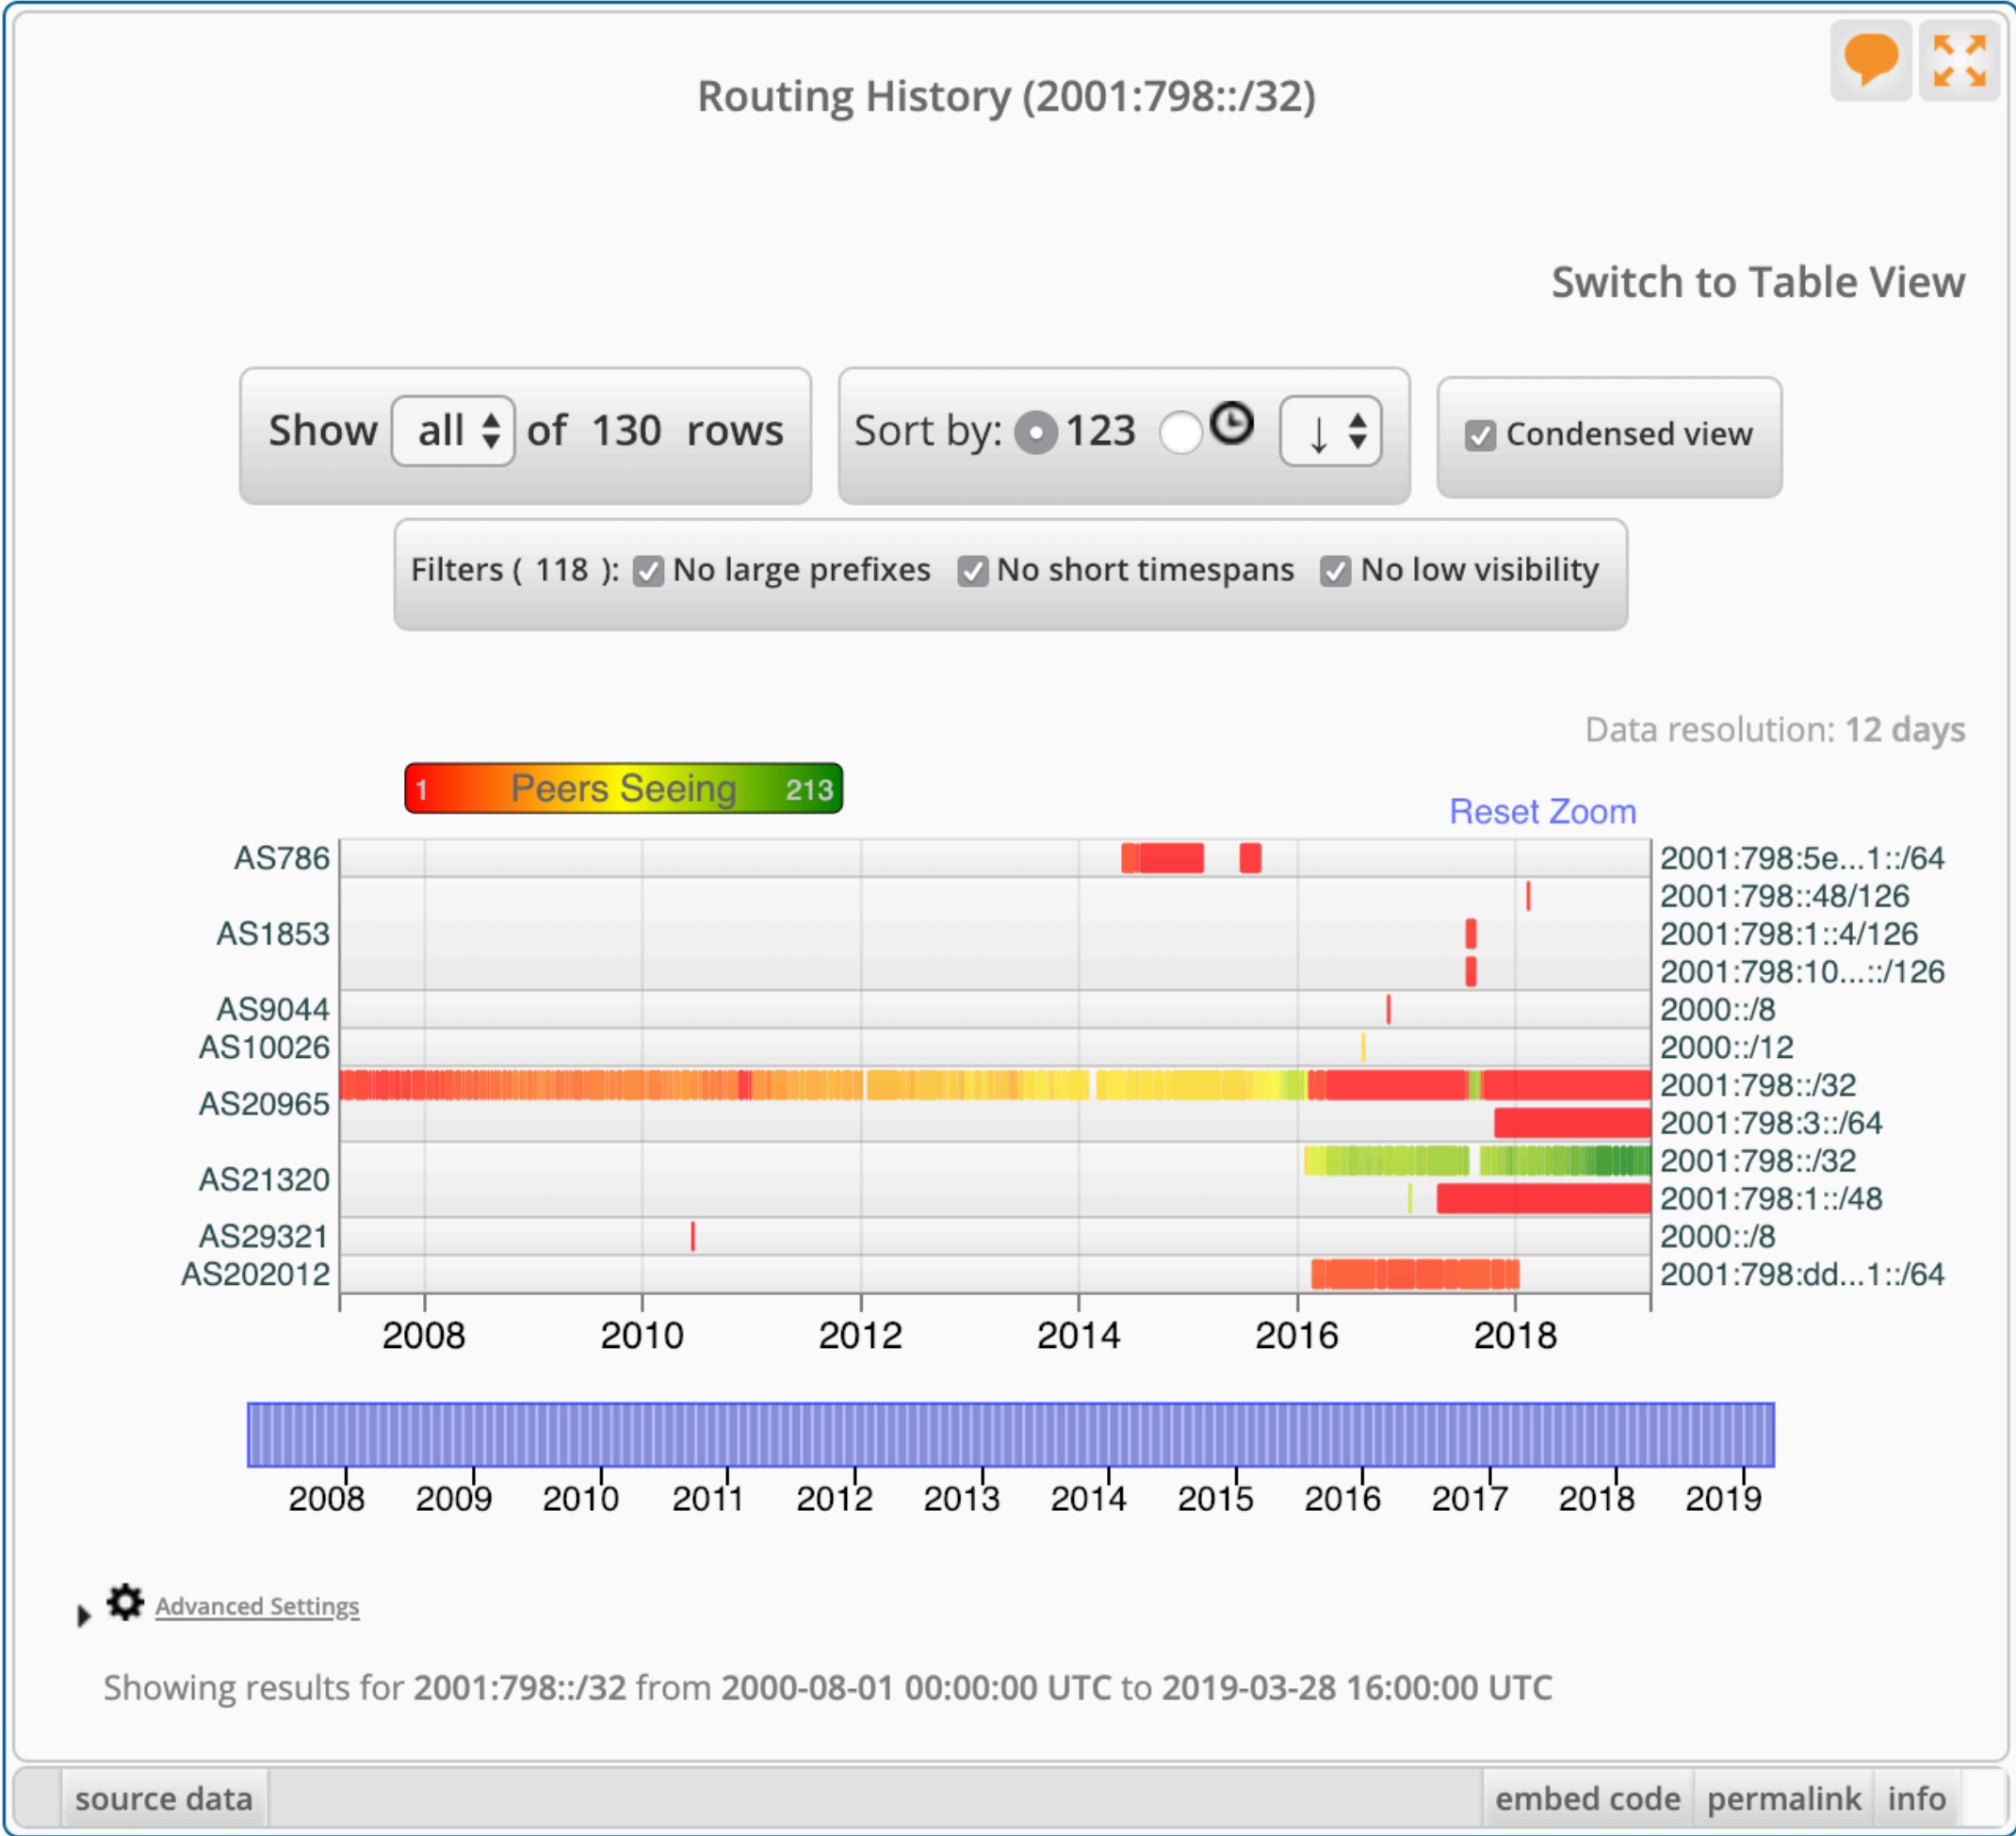 Routing History (2001:798::/32)
Switch to Table View
Show all of 130 rows
Sort by: 123 ↓
Condensed view
Filters ( 118 ): No large prefixes No short timespans No low visibility
Data resolution: 12 days
1 Peers Seeing 213
Reset Zoom
AS786 2001:798:5e...1::/64
2001:798::48/126
AS1853 2001:798:1::4/126
2001:798:10...::/126
AS9044 2000::/8
AS10026 2000::/12
2001:798::/32
AS20965
2001:798:3::/64
2001:798::/32
AS21320
2001:798:1::/48
AS29321 2000::/8
AS202012 2001:798:dd...1::/64
2008 2010 2012 2014 2016 2018
2008 2009 2010 2011 2012 2013 2014 2015 2016 2017 2018 2019
Advanced Settings
Showing results for 2001:798::/32 from 2000-08-01 00:00:00 UTC to 2019-03-28 16:00:00 UTC
source data embed code permalink info